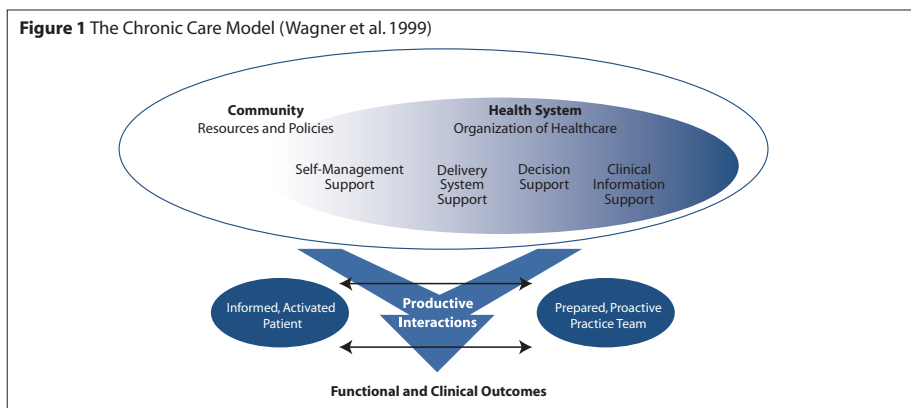 Figure 1 The Chronic Care Model (Wagner et al. 1999)
Community
Resources and Policies
Health System
Organization of Healthcare
Self-Management
Support
Delivery
System
Support
Decision
Support
Clinical
Information
Support
Informed, Activated
Patient
Productive
Interactions
Prepared, Proactive
Practice Team
Functional and Clinical Outcomes